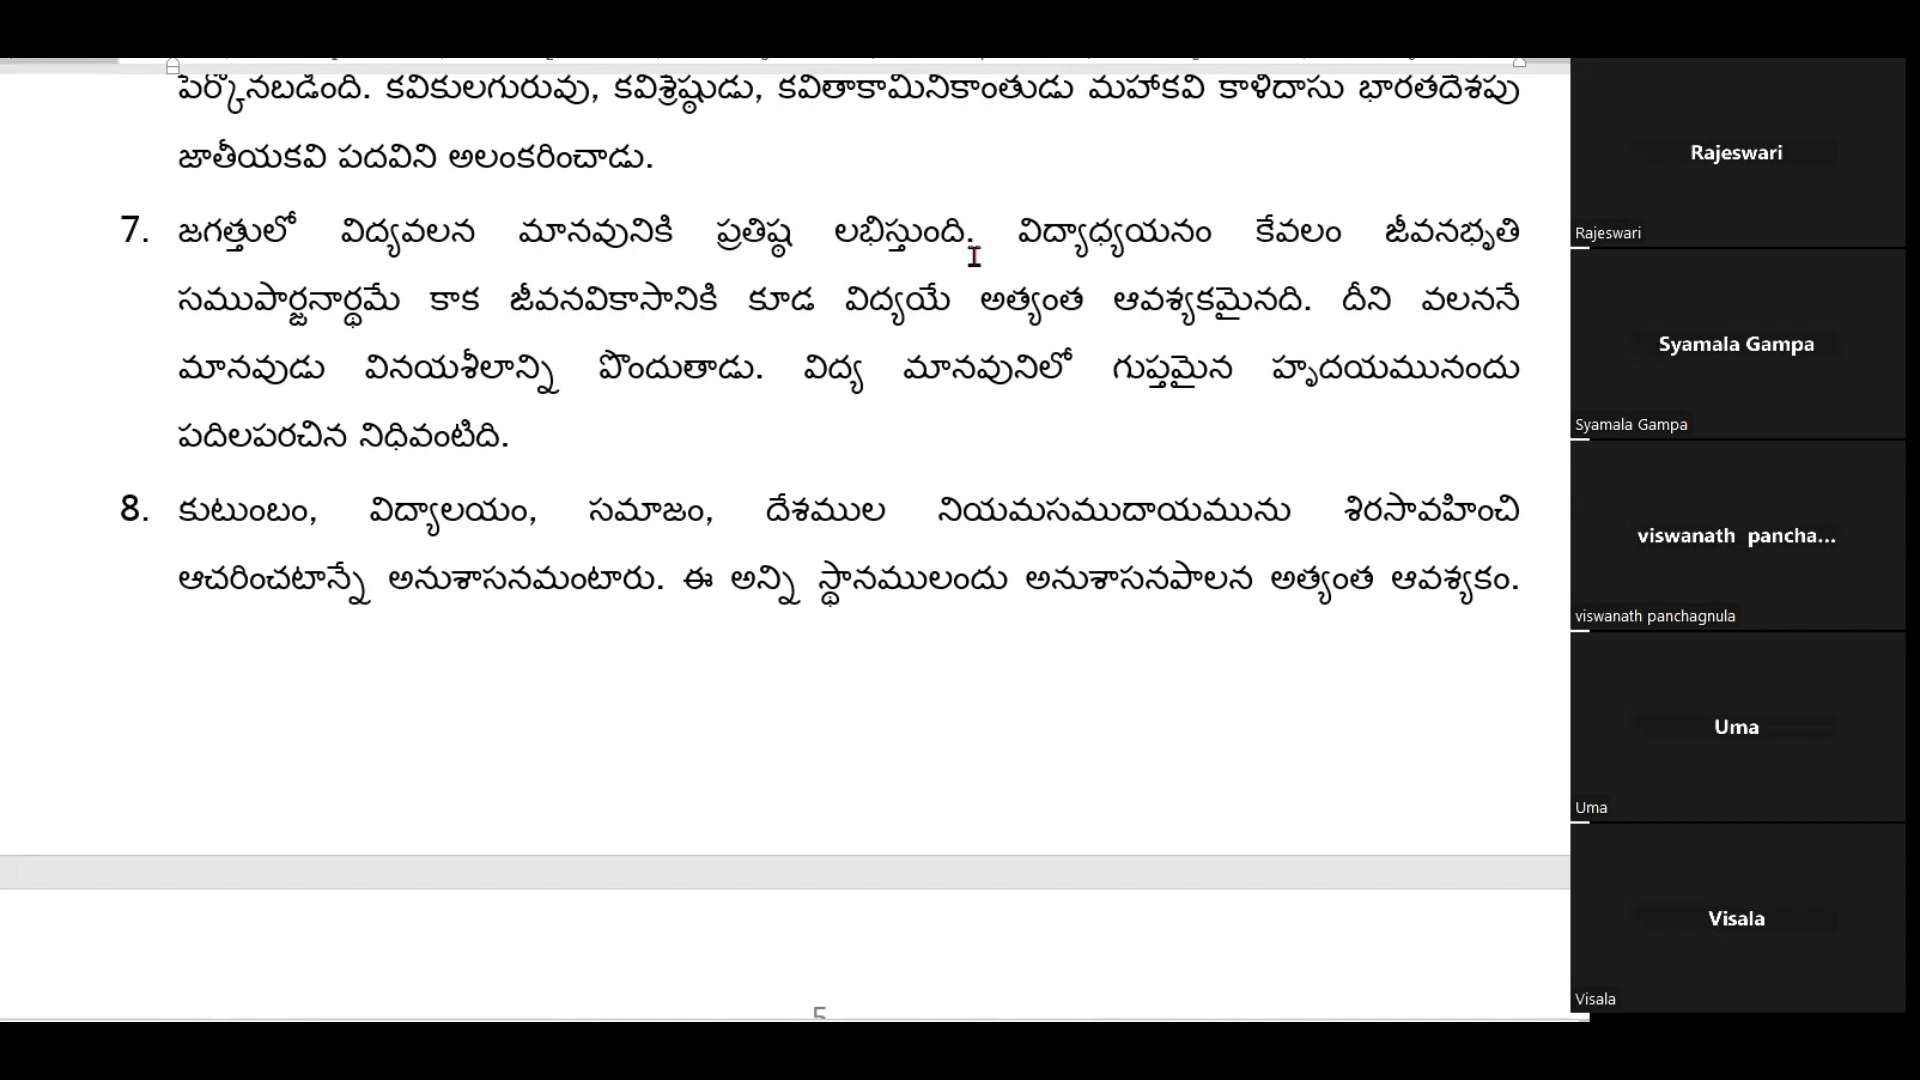 పేర్కొనబడింది. కవికులగురువు, కవిశ్రేష్ఠుడు, కవితాకామినికాంతుడు మహాకవి కాళిదాసు భారతదేశపు
జాతీయకవి పదవిని అలంకరించాడు.
7. జగత్తులో విద్యవలన మానవునికి ప్రతిష్ఠ లభిస్తుంది. విద్యాధ్యయనం కేవలం జీవనభృతి
సముపార్జనార్థమే కాక జీవనవికాసానికి కూడ విద్యయే అత్యంత ఆవశ్యకమైనది. దీని వలననే
మానవుడు వినయశీలాన్ని పొందుతాడు. విద్య మానవునిలో గుప్తమైన హృదయమునందు
పదిలపరచిన నిధివంటిది.
8. కుటుంబం, విద్యాలయం, సమాజం, దేశముల నియమసముదాయమును శిరసావహించి
ఆచరించటాన్నే అనుశాసనమంటారు. ఈ అన్ని స్థానములందు అనుశాసనపాలన అత్యంత ఆవశ్యకం.
5
Rajeswari
Rajeswari
Syamala Gampa
Syamala Gampa
viswanath pancha...
viswanath panchagnula
Uma
Uma
Visala
Visala